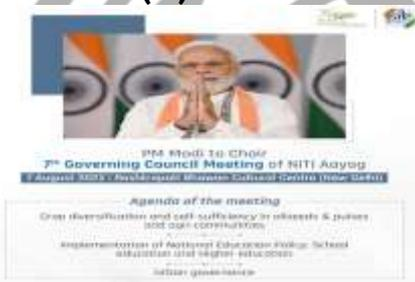 PM Modi to Chair
7th Governing Council Meeting of NITI Aayog
7 August 2022 : Rashtrapati Bhawan Cultural Centre (New Delhi)
Agenda of the meeting
Crop diversification and self-sufficiency in oilseeds & pulses
and agri-communities
Implementation of National Education Policy: School
education and Higher education
Urban governance